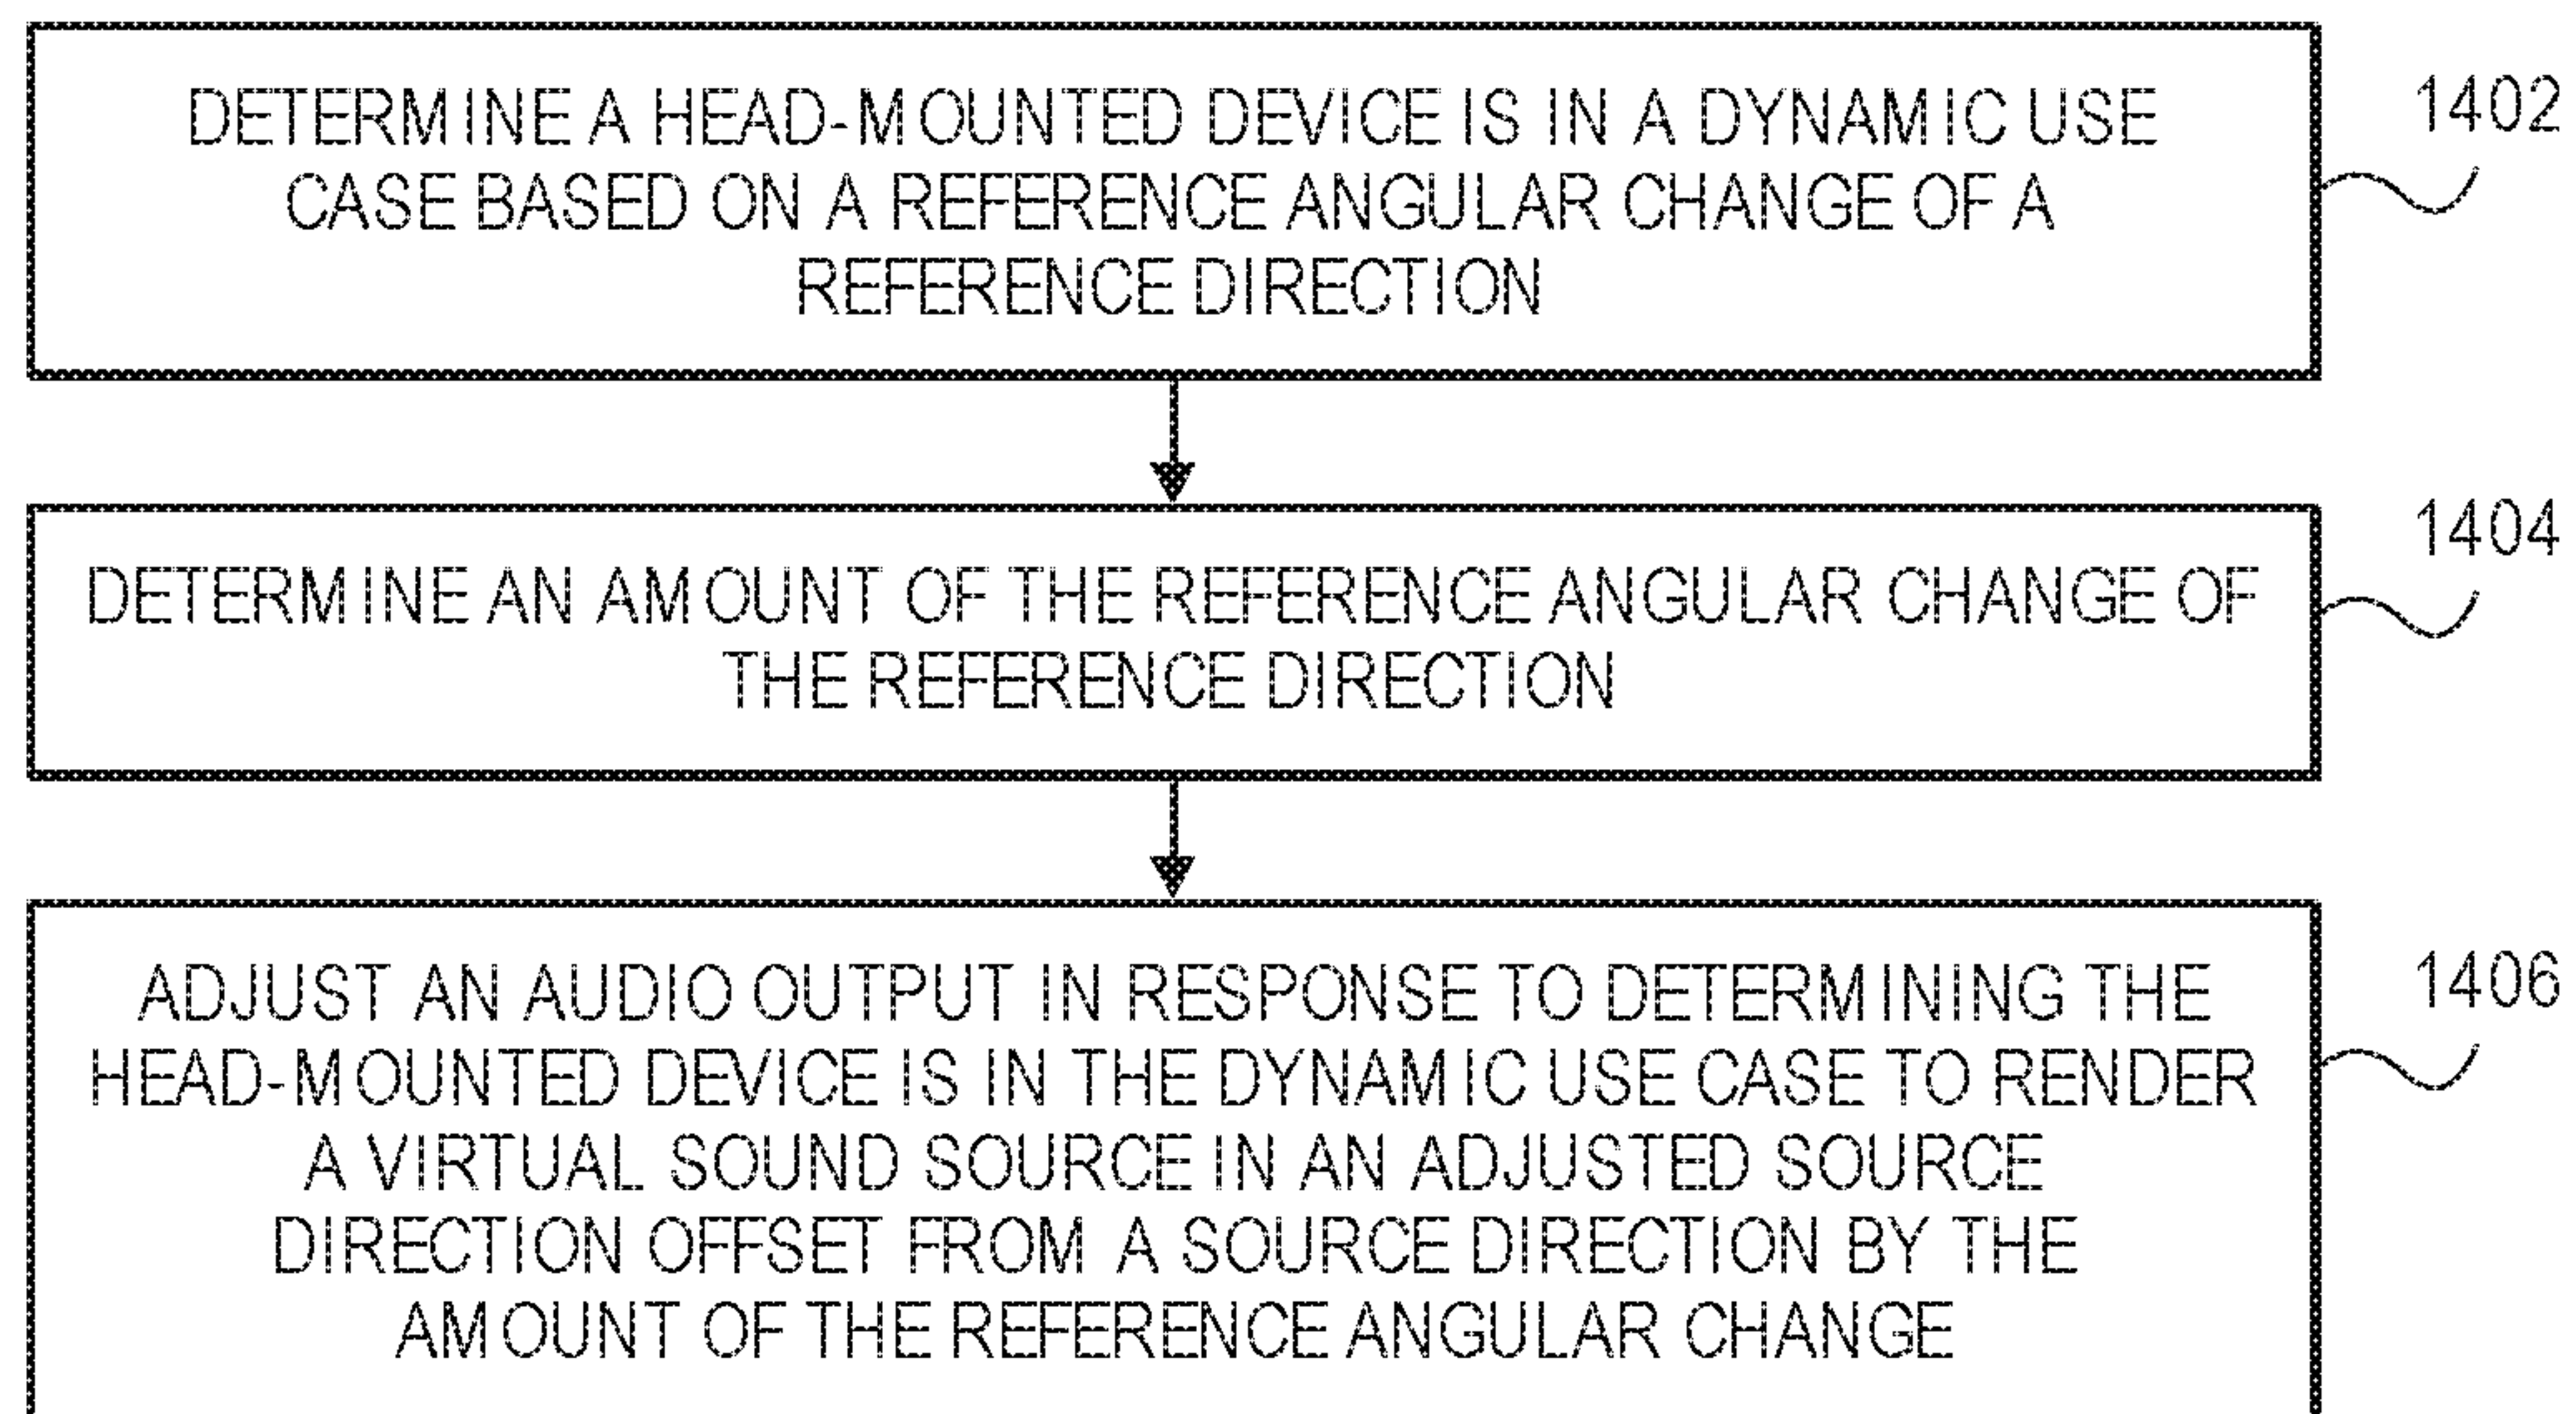 DETERMINE A HEAD-MOUNTED DEVICE IS IN A DYNAMIC USE
CASE BASED ON A REFERENCE ANGULAR CHANGE OF A
REFERENCE DIRECTION
1402
DETERMINE AN AMOUNT OF THE REFERENCE ANGULAR CHANGE OF
THE REFERENCE DIRECTION
1404
ADJUST AN AUDIO OUTPUT IN RESPONSE TO DETERMINING THE
HEAD-MOUNTED DEVICE IS IN THE DYNAMIC USE CASE TO RENDER
A VIRTUAL SOUND SOURCE IN AN ADJUSTED SOURCE
DIRECTION OFFSET FROM A SOURCE DIRECTION BY THE
AMOUNT OF THE REFERENCE ANGULAR CHANGE
1406